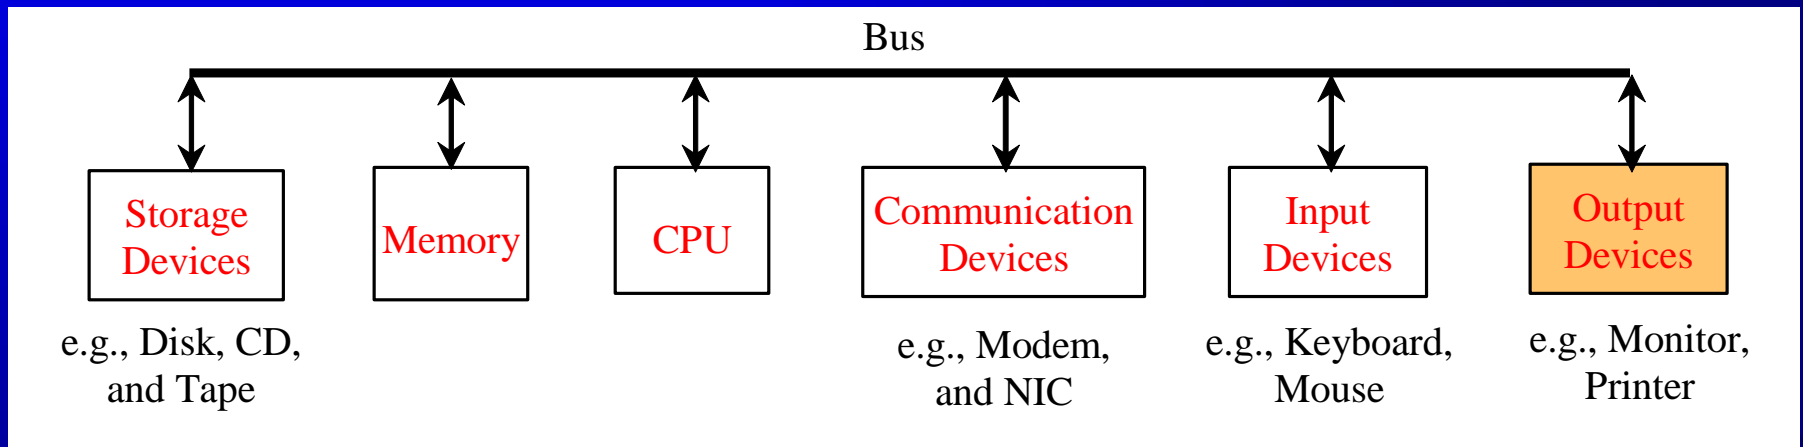 Bus
Storage
Devices
Memory
CPU
Communication
Devices
Input
Devices
Output
Devices
e.g., Disk, CD,
and Tape
e.g., Modem,
and NIC
e.g., Keyboard,
Mouse
e.g., Monitor,
Printer